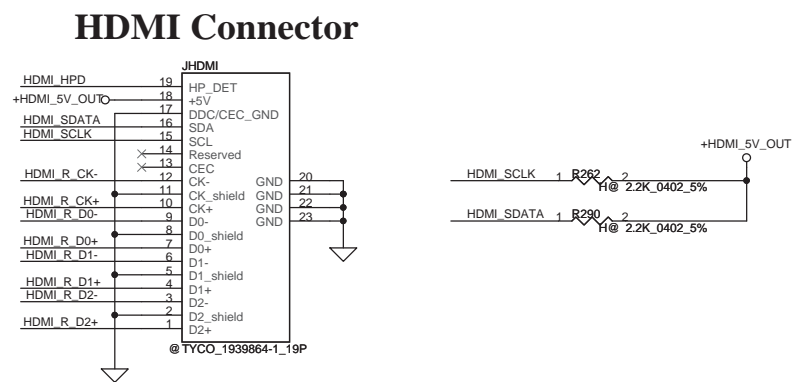 HDMI Connector
JHDMI
HDMI_HPD 19 HP_DET
+HDMI_5V_OUT 18 +5V
17 DDC/CEC_GND
HDMI_SDATA 16 SDA
HDMI_SCLK 15 SCL
14 Reserved
13 CEC
HDMI_R_CK- 12 CK- GND 20
11 CK_shield GND 21
HDMI_R_CK+ 10 CK+ GND 22
HDMI_R_D0- 9 D0- GND 23
8 D0_shield
HDMI_R_D0+ 7 D0+
HDMI_R_D1- 6 D1-
5 D1_shield
HDMI_R_D1+ 4 D1+
HDMI_R_D2- 3 D2-
2 D2_shield
HDMI_R_D2+ 1 D2+
@ TYCO_1939864-1_19P
+HDMI_5V_OUT
HDMI_SCLK 1 R262 2
H@ 2.2K_0402_5%
HDMI_SDATA 1 R290 2
H@ 2.2K_0402_5%